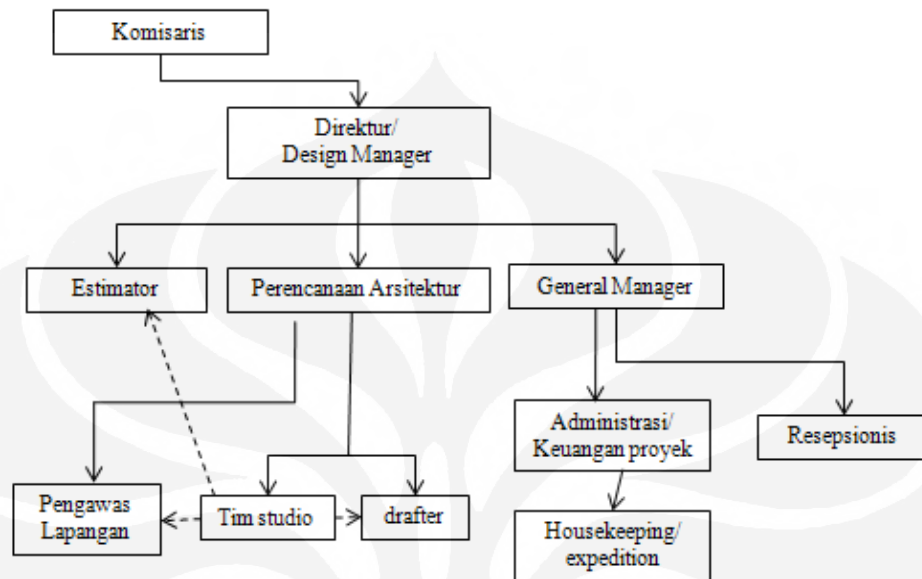 Komisaris
Direktur/
Design Manager
Estimator
Perencanaan Arsitektur
General Manager
Administrasi/
Keuangan proyek
Resepsionis
Pengawas
Lapangan
Tim studio
drafter
Housekeeping/
expedition